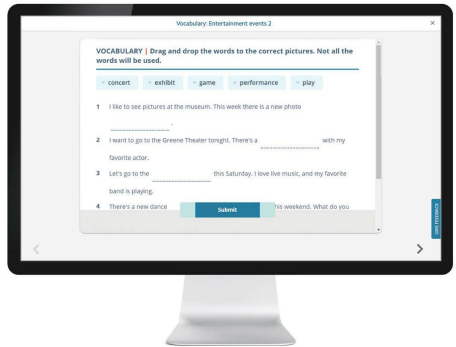 Vocabulary: Entertainment events 2 ×
VOCABULARY | Drag and drop the words to the correct pictures. Not all the
words will be used.
concert exhibit game performance play
1 I like to see pictures at the museum. This week there is a new photo
.
2 I want to go to the Greene Theater tonight. There's a with my
favorite actor.
3 Let's go to the this Saturday. I love live music, and my favorite
band is playing.
4 There's a new dance his weekend. What do you
Submit
GIVE FEEDBACK